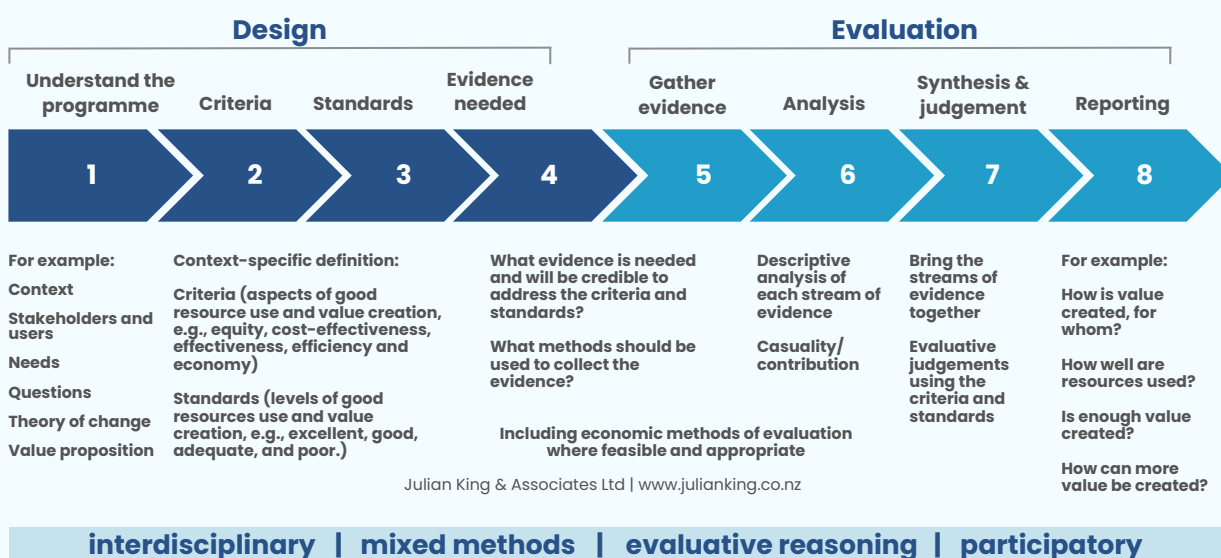 Design
Evaluation
Understand the
programme
Criteria
Standards
Evidence
needed
Gather
evidence
Analysis
Synthesis &
judgement
Reporting
1
2
3
4
5
6
7
8
For example:
Context
Stakeholders and
users
Needs
Questions
Theory of change
Value proposition
Context-specific definition:
Criteria (aspects of good
resource use and value creation,
e.g., equity, cost-effectiveness,
effectiveness, efficiency and
economy)
Standards (levels of good
resources use and value
creation, e.g., excellent, good,
adequate, and poor.)
What evidence is needed
and will be credible to
address the criteria and
standards?
What methods should be
used to collect the
evidence?
Descriptive
analysis of
each stream of
evidence
Casuality/
contribution
Including economic methods of evaluation
where feasible and appropriate
Bring the
streams of
evidence
together
Evaluative
judgements
using the
criteria and
standards
For example:
How is value
created, for
whom?
How well are
resources used?
Is enough value
created?
How can more
value be created?
Julian King & Associates Ltd | www.julianking.co.nz
interdisciplinary | mixed methods | evaluative reasoning | participatory